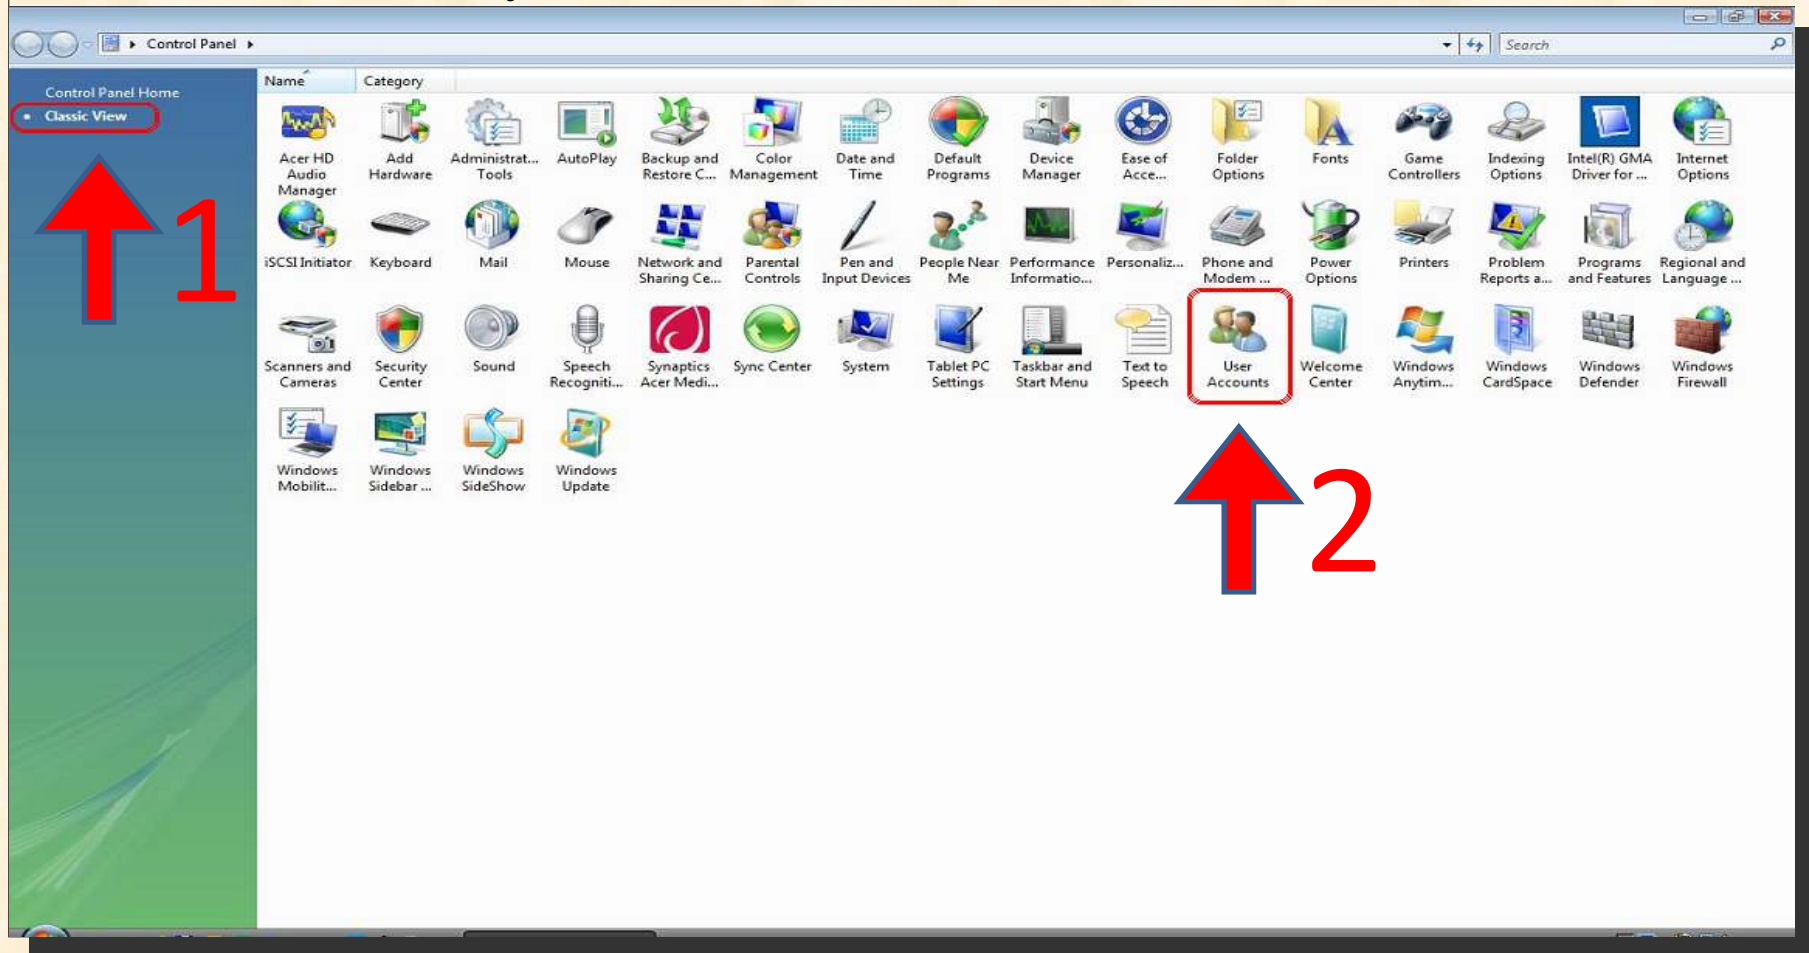 Control Panel
Search
Control Panel Home
Classic View
Name Category
Acer HD Audio Manager
Add Hardware
Administrat... Tools
AutoPlay
Backup and Restore C...
Color Management
Date and Time
Default Programs
Device Manager
Ease of Acce...
Folder Options
Fonts
Game Controllers
Indexing Options
Intel(R) GMA Driver for ...
Internet Options
1
iSCSI Initiator
Keyboard
Mail
Mouse
Network and Sharing Ce...
Parental Controls
Pen and Input Devices
People Near Me
Performance Informatio...
Personaliz...
Phone and Modem ...
Power Options
Printers
Problem Reports a...
Programs and Features
Regional and Language ...
Scanners and Cameras
Security Center
Sound
Speech Recogniti...
Synaptics Acer Medi...
Sync Center
System
Tablet PC Settings
Taskbar and Start Menu
Text to Speech
User Accounts
Welcome Center
Windows Anytim...
Windows CardSpace
Windows Defender
Windows Firewall
Windows Mobilit...
Windows Sidebar ...
Windows SideShow
Windows Update
2